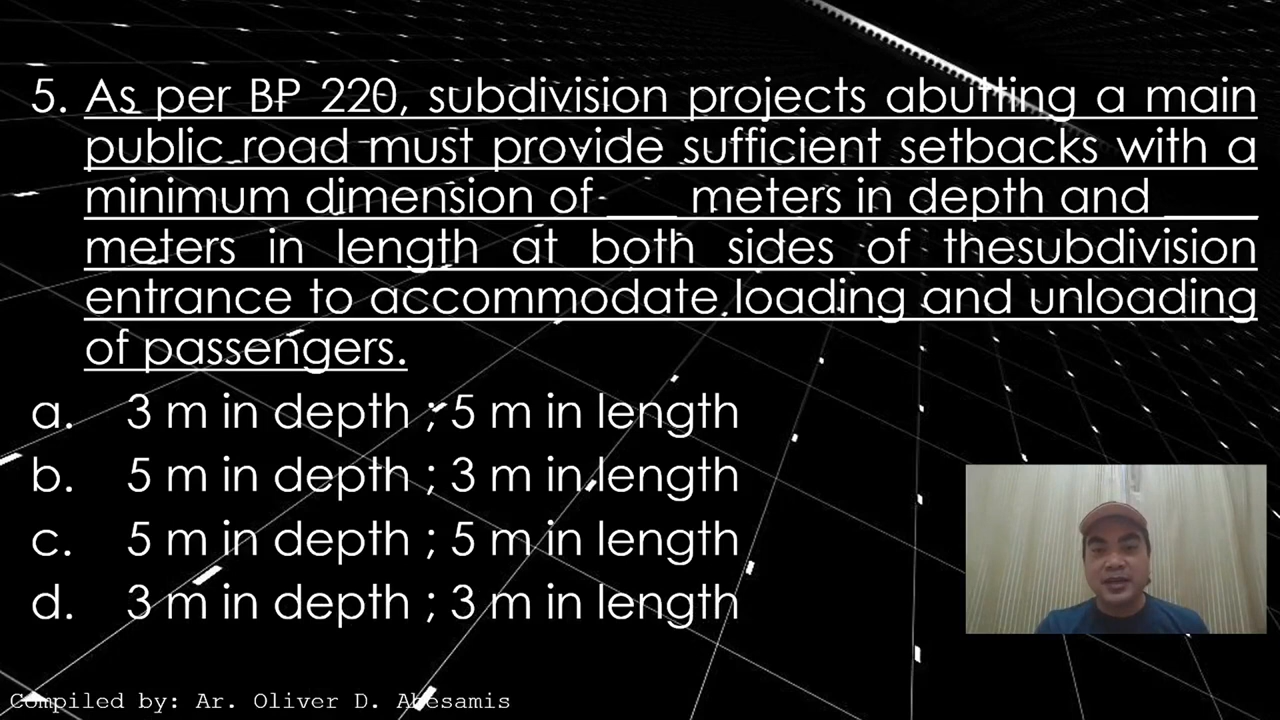 5. As per BP 220, subdivision projects abutting a main
public road must provide sufficient setbacks with a
minimum dimension of ___ meters in depth and ____
meters in length at both sides of thesubdivision
entrance to accommodate loading and unloading
of passengers.
a. 3 m in depth ; 5 m in length
b. 5 m in depth ; 3 m in length
c. 5 m in depth ; 5 m in length
d. 3 m in depth ; 3 m in length
Compiled by: Ar. Oliver D. Abesamis